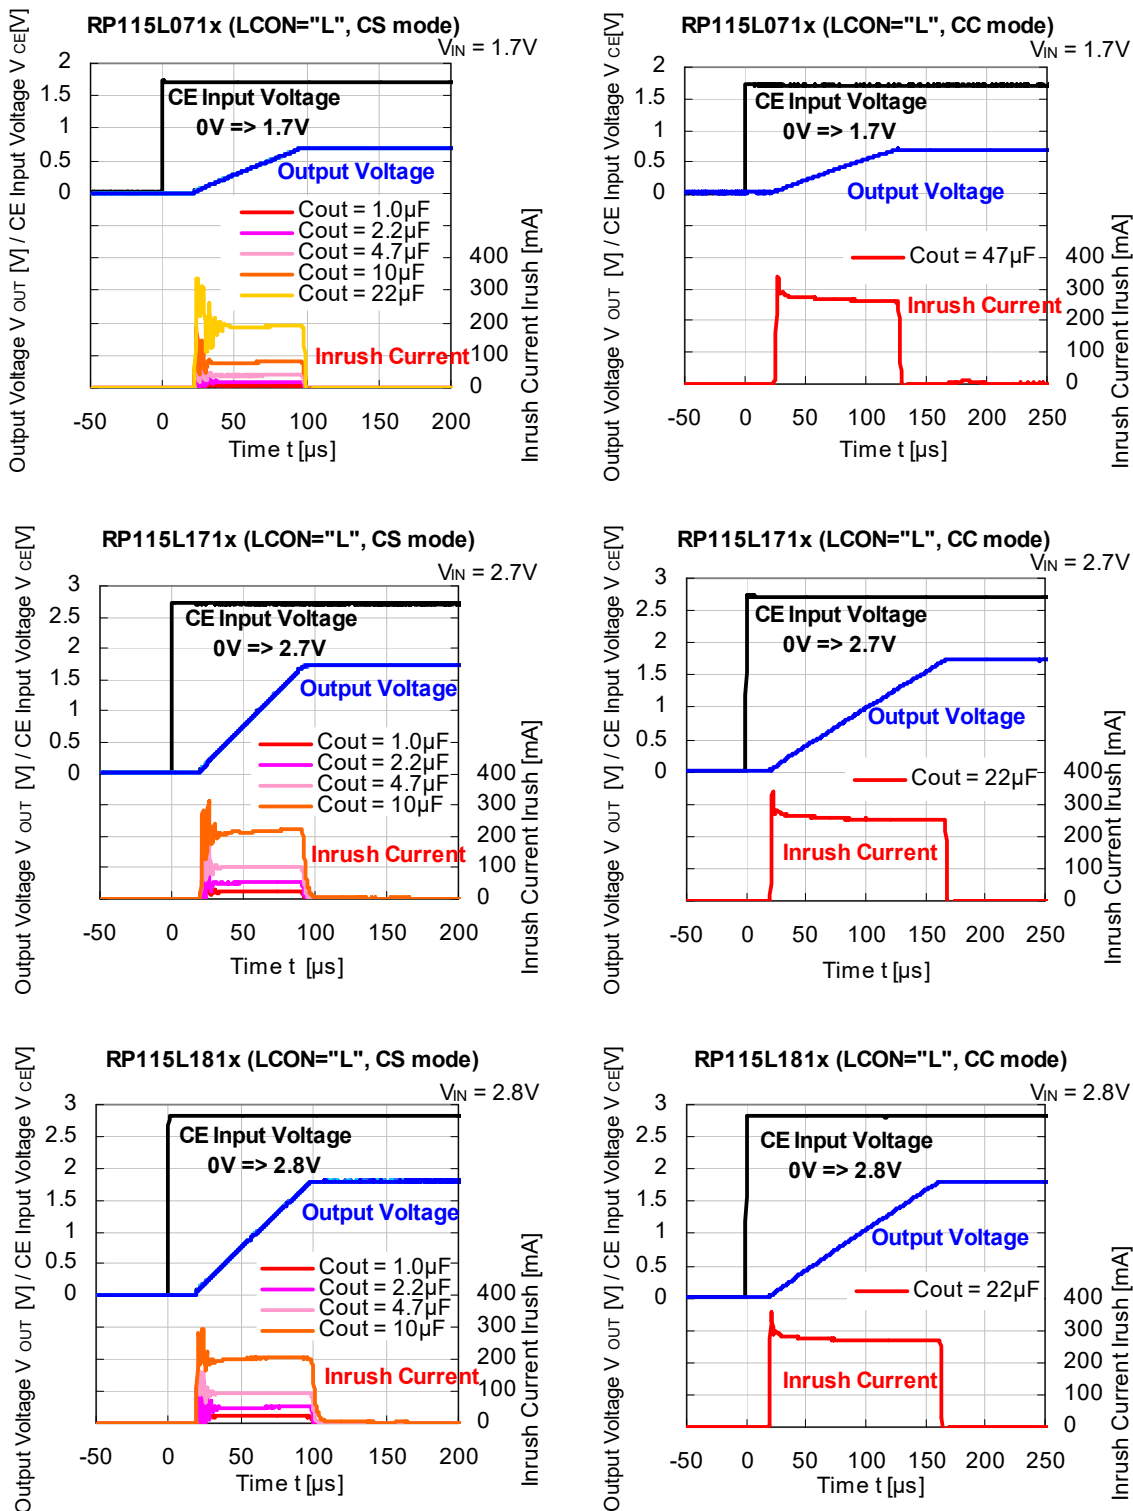 RP115L071x (LCON="L", CS mode)
VIN = 1.7V
Output Voltage V OUT [V] / CE Input Voltage V CE[V]
2
1
0
CE Input Voltage
0V => 1.7V
Output Voltage
Cout = 1.0µF
Cout = 2.2µF
Cout = 4.7µF
Cout = 10µF
Cout = 22µF
Inrush Current
400
300
200
100
0
Inrush Current Irush [mA]
-50 0 50 100 150 200
Time t [µs]
RP115L071x (LCON="L", CC mode)
VIN = 1.7V
Output Voltage V OUT [V] / CE Input Voltage V CE[V]
2
1.5
1
0.5
0
CE Input Voltage
0V => 1.7V
Output Voltage
Cout = 47µF
Inrush Current
400
300
200
100
0
Inrush Current Irush [mA]
-50 0 50 100 150 200 250
Time t [µs]
RP115L171x (LCON="L", CS mode)
VIN = 2.7V
Output Voltage V OUT [V] / CE Input Voltage V CE[V]
3
2.5
2
1.5
1
0.5
0
CE Input Voltage
0V => 2.7V
Output Voltage
Cout = 1.0µF
Cout = 2.2µF
Cout = 4.7µF
Cout = 10µF
Inrush Current
400
300
200
100
0
Inrush Current Irush [mA]
-50 0 50 100 150 200
Time t [µs]
RP115L171x (LCON="L", CC mode)
VIN = 2.7V
Output Voltage V OUT [V] / CE Input Voltage V CE[V]
3
2.5
2
1.5
1
0.5
0
CE Input Voltage
0V => 2.7V
Output Voltage
Cout = 22µF
Inrush Current
400
300
200
100
0
Inrush Current Irush [mA]
-50 0 50 100 150 200 250
Time t [µs]
RP115L181x (LCON="L", CS mode)
VIN = 2.8V
Output Voltage V OUT [V] / CE Input Voltage V CE[V]
3
2.5
2
1.5
1
0.5
0
CE Input Voltage
0V => 2.8V
Output Voltage
Cout = 1.0µF
Cout = 2.2µF
Cout = 4.7µF
Cout = 10µF
Inrush Current
400
300
200
100
0
Inrush Current Irush [mA]
-50 0 50 100 150 200
Time t [µs]
RP115L181x (LCON="L", CC mode)
VIN = 2.8V
Output Voltage V OUT [V] / CE Input Voltage V CE[V]
3
2.5
2
1.5
1
0.5
0
CE Input Voltage
0V => 2.8V
Output Voltage
Cout = 22µF
Inrush Current
400
300
200
100
0
Inrush Current Irush [mA]
-50 0 50 100 150 200 250
Time t [µs]